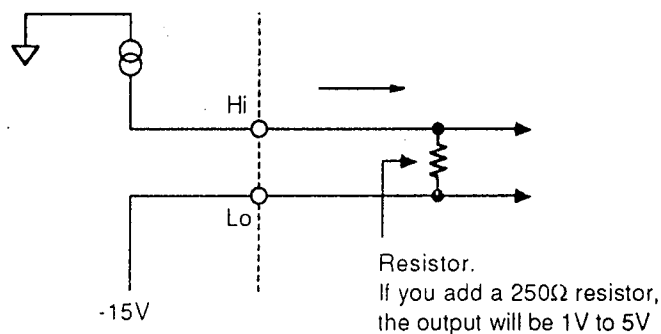 Hi
Lo
-15V
Resistor.
If you add a 250Ω resistor,
the output will be 1V to 5V